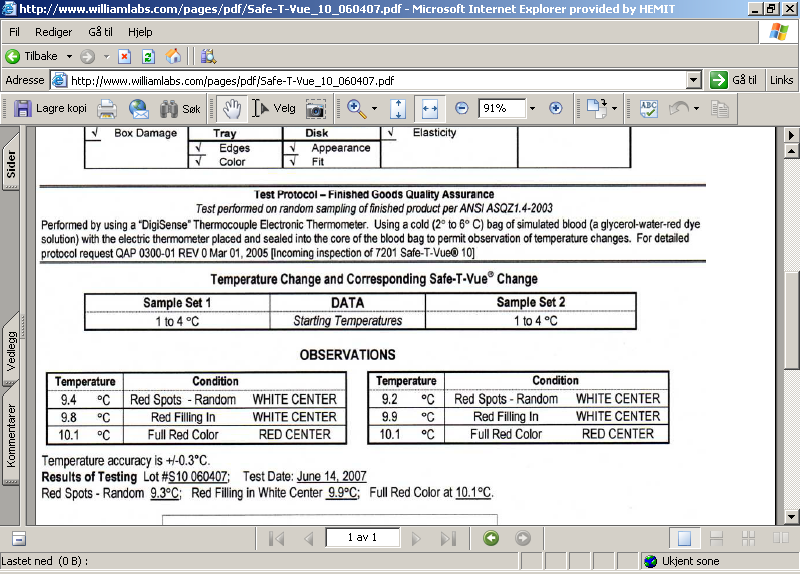 http://www.williamlabs.com/pages/pdf/Safe-T-Vue_10_060407.pdf - Microsoft Internet Explorer provided by HEMIT
Fil Rediger Gå til Hjelp
Tilbake
Adresse http://www.williamlabs.com/pages/pdf/Safe-T-Vue_10_060407.pdf Gå til Links
Lagre kopi Søk Velg 91%
Sider
Vedlegg
Kommentarer
√ Box Damage Tray Disk √ Elasticity
√ Edges √ Appearance
√ Color √ Fit
Test Protocol – Finished Goods Quality Assurance
Test performed on random sampling of finished product per ANSI ASQZ1.4-2003
Performed by using a "DigiSense" Thermocouple Electronic Thermometer. Using a cold (2° to 6° C) bag of simulated blood (a glycerol-water-red dye
solution) with the electric thermometer placed and sealed into the core of the blood bag to permit observation of temperature changes. For detailed
protocol request QAP 0300-01 REV 0 Mar 01, 2005 [Incoming inspection of 7201 Safe-T-Vue® 10]
Temperature Change and Corresponding Safe-T-Vue® Change
Sample Set 1 DATA Sample Set 2
1 to 4 °C Starting Temperatures 1 to 4 °C
OBSERVATIONS
Temperature Condition Temperature Condition
9.4 °C Red Spots - Random WHITE CENTER 9.2 °C Red Spots - Random WHITE CENTER
9.8 °C Red Filling In WHITE CENTER 9.9 °C Red Filling In WHITE CENTER
10.1 °C Full Red Color RED CENTER 10.1 °C Full Red Color RED CENTER
Temperature accuracy is +/-0.3°C.
Results of Testing Lot #S10 060407; Test Date: June 14, 2007
Red Spots - Random 9.3°C; Red Filling in White Center 9.9°C; Full Red Color at 10.1°C.
1 av 1
Lastet ned (0 B) : Ukjent sone